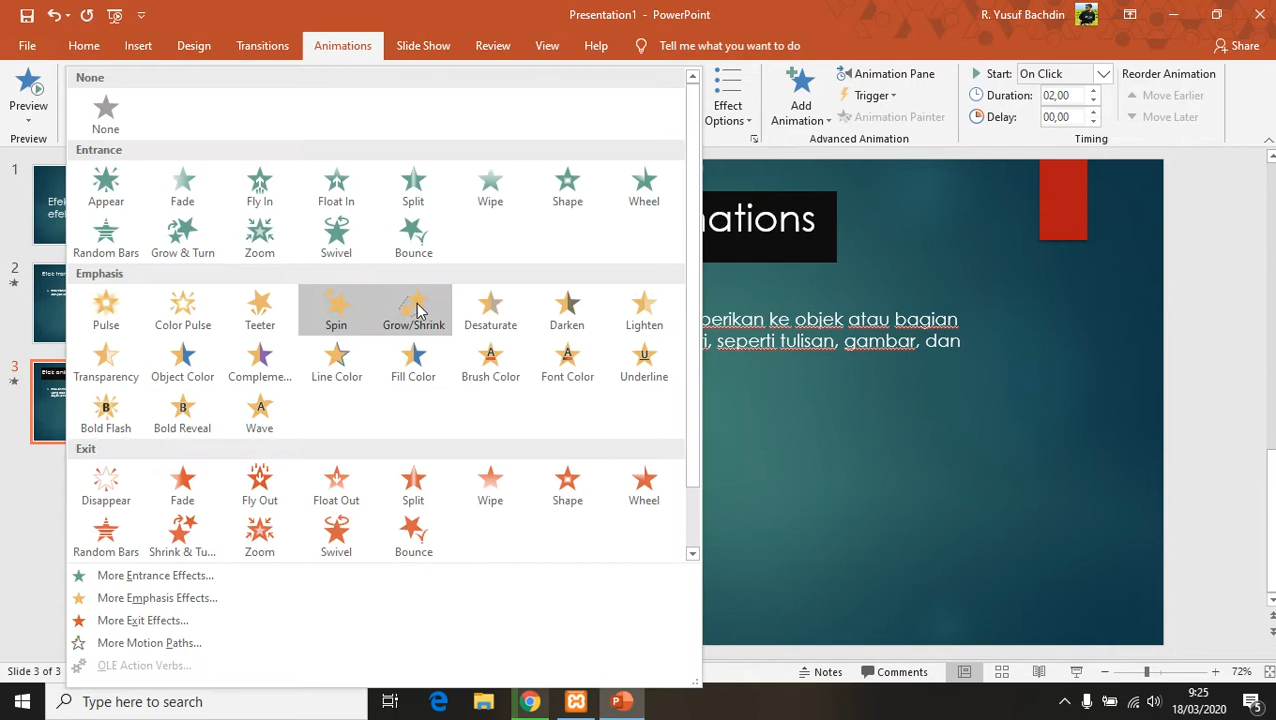 Presentation1 - PowerPoint
R. Yusuf Bachdin
File Home Insert Design Transitions Animations Slide Show Review View Help Tell me what you want to do Share
Preview
Preview
None
None
Entrance
Appear Fade Fly In Float In Split Wipe Shape Wheel
Random Bars Grow & Turn Zoom Swivel Bounce
Emphasis
Pulse Color Pulse Teeter Spin Grow/Shrink Desaturate Darken Lighten
Transparency Object Color Compleme... Line Color Fill Color Brush Color Font Color Underline
Bold Flash Bold Reveal Wave
Exit
Disappear Fade Fly Out Float Out Split Wipe Shape Wheel
Random Bars Shrink & Tu... Zoom Swivel Bounce
More Entrance Effects...
More Emphasis Effects...
More Exit Effects...
More Motion Paths...
OLE Action Verbs...
Effect Options
Add Animation
Animation Pane
Trigger
Animation Painter
Advanced Animation
Start: On Click
Duration: 02,00
Delay: 00,00
Timing
Reorder Animation
Move Earlier
Move Later
1
2
3
nations
perikan ke objek atau bagian
ri, seperti tulisan, gambar, dan
Slide 3 of 3
Notes Comments 72%
Type here to search
9:25
18/03/2020
5